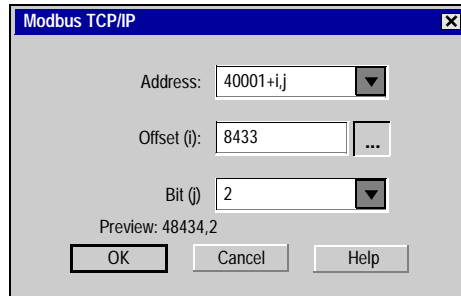 Modbus TCP/IP
Address: 40001+i,j
Offset (i): 8433 ...
Bit (j) 2
Preview: 48434,2
OK Cancel Help